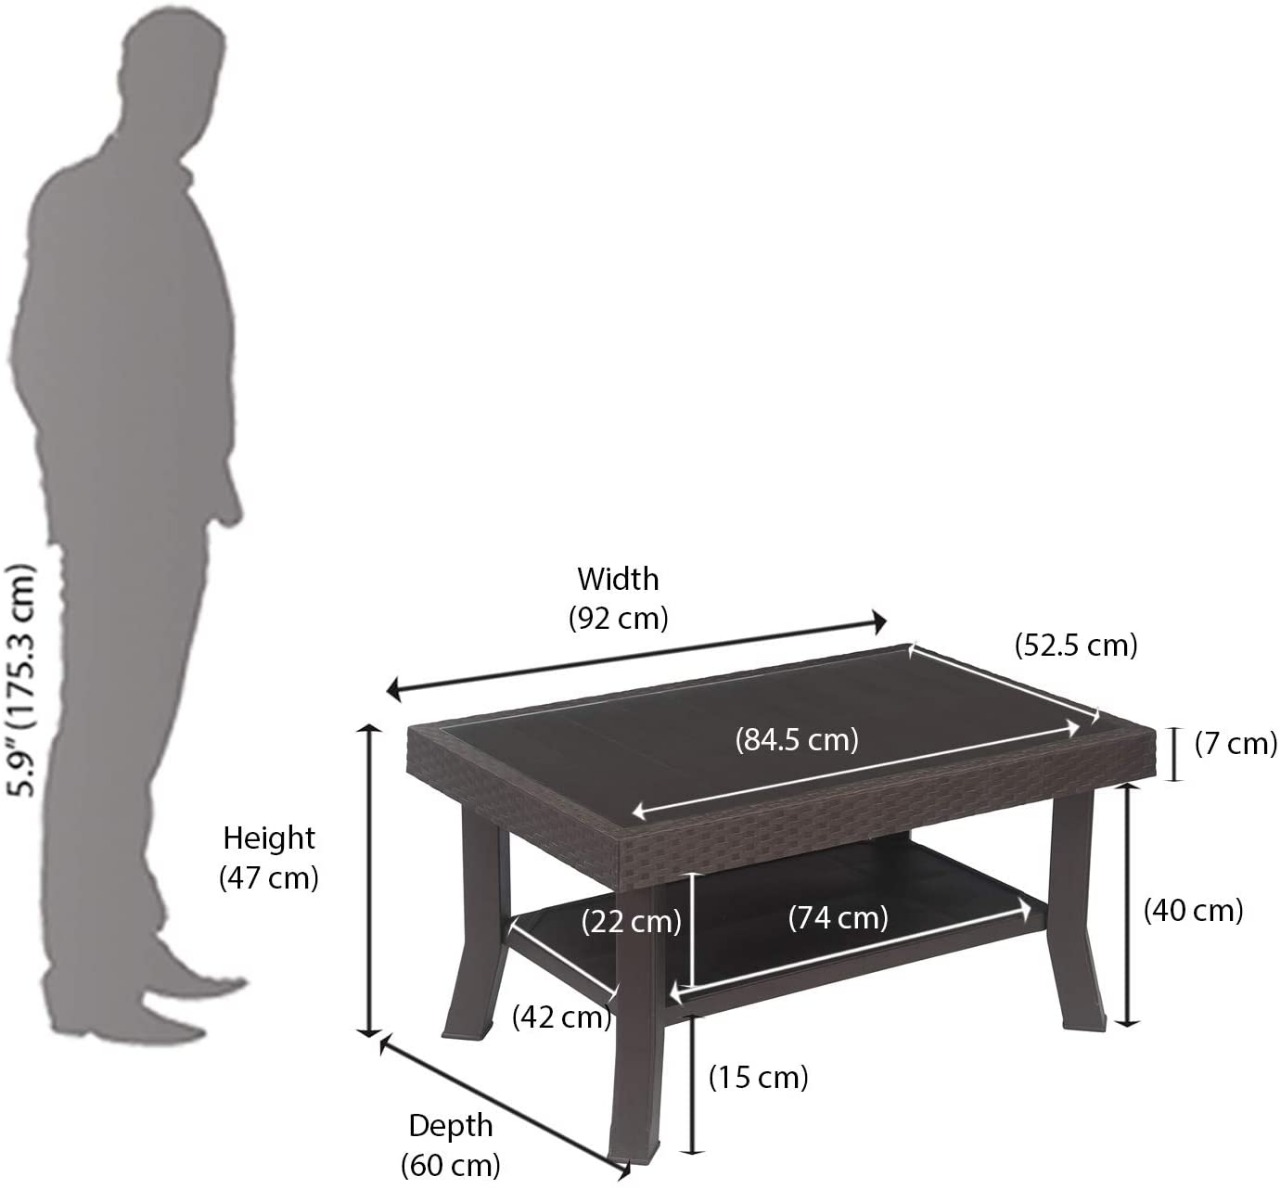 Width
(92 cm)
(52.5 cm)
(84.5 cm)
(7 cm)
5.9” (175.3 cm)
Height
(47 cm)
(22 cm)
(74 cm)
(40 cm)
(42 cm)
(15 cm)
Depth
(60 cm)